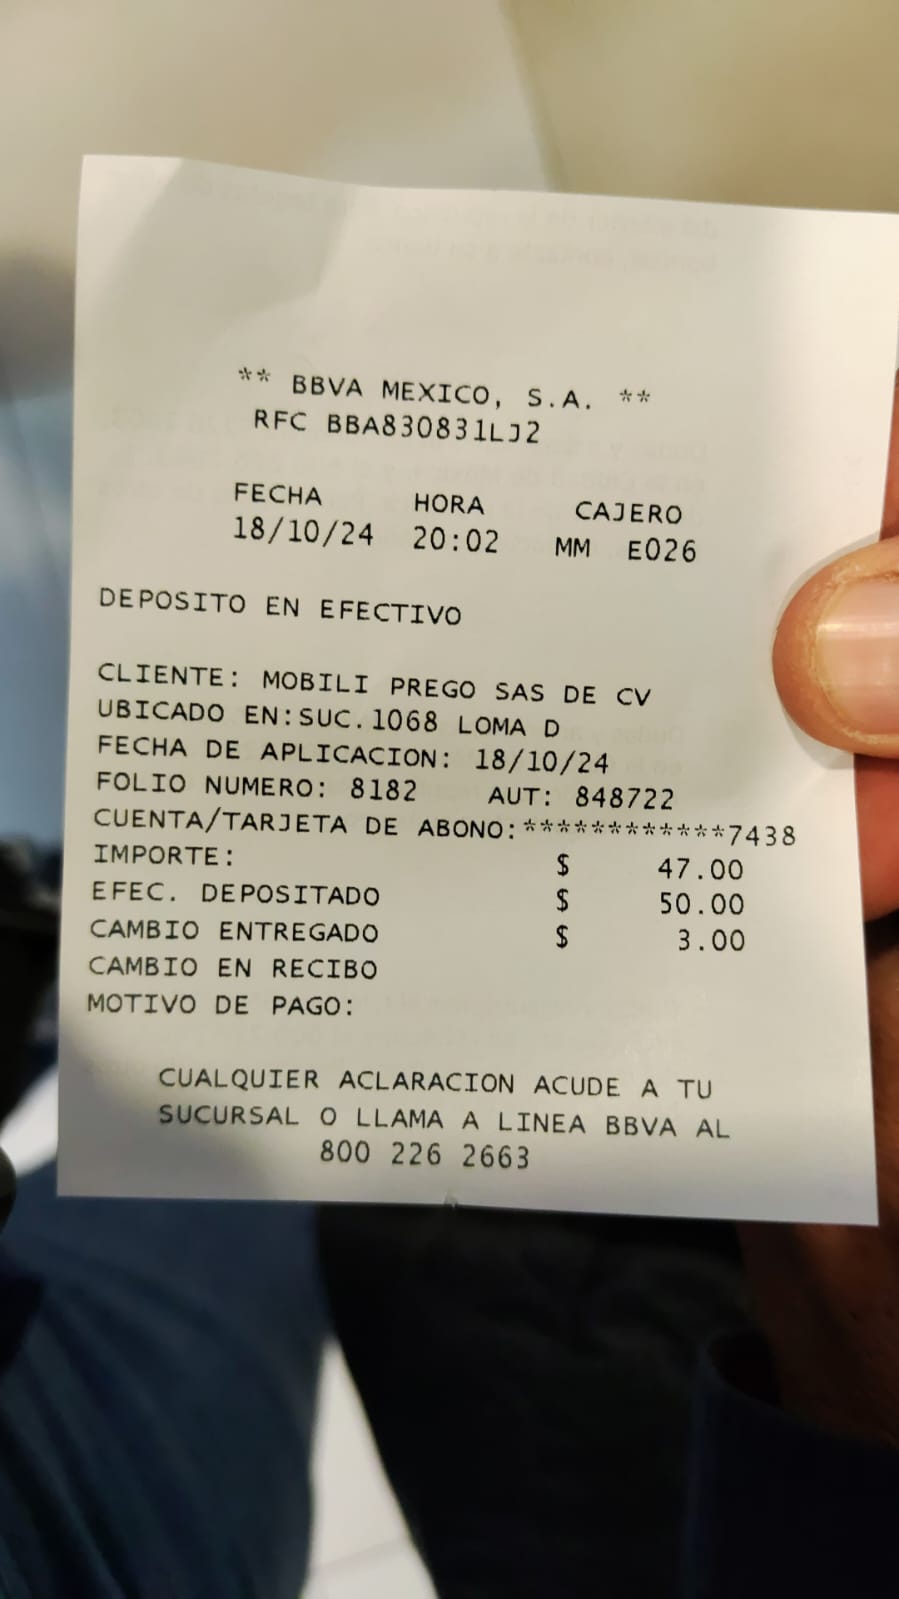 ** BBVA MEXICO, S.A. **
RFC BBA830831LJ2
FECHA HORA CAJERO
18/10/24 20:02 MM E026
DEPOSITO EN EFECTIVO
CLIENTE: MOBILI PREGO SAS DE CV
UBICADO EN:SUC.1068 LOMA D
FECHA DE APLICACION: 18/10/24
FOLIO NUMERO: 8182 AUT: 848722
CUENTA/TARJETA DE ABONO:************7438
IMPORTE: $ 47.00
EFEC. DEPOSITADO $ 50.00
CAMBIO ENTREGADO $ 3.00
CAMBIO EN RECIBO
MOTIVO DE PAGO:
CUALQUIER ACLARACION ACUDE A TU
SUCURSAL O LLAMA A LINEA BBVA AL
800 226 2663